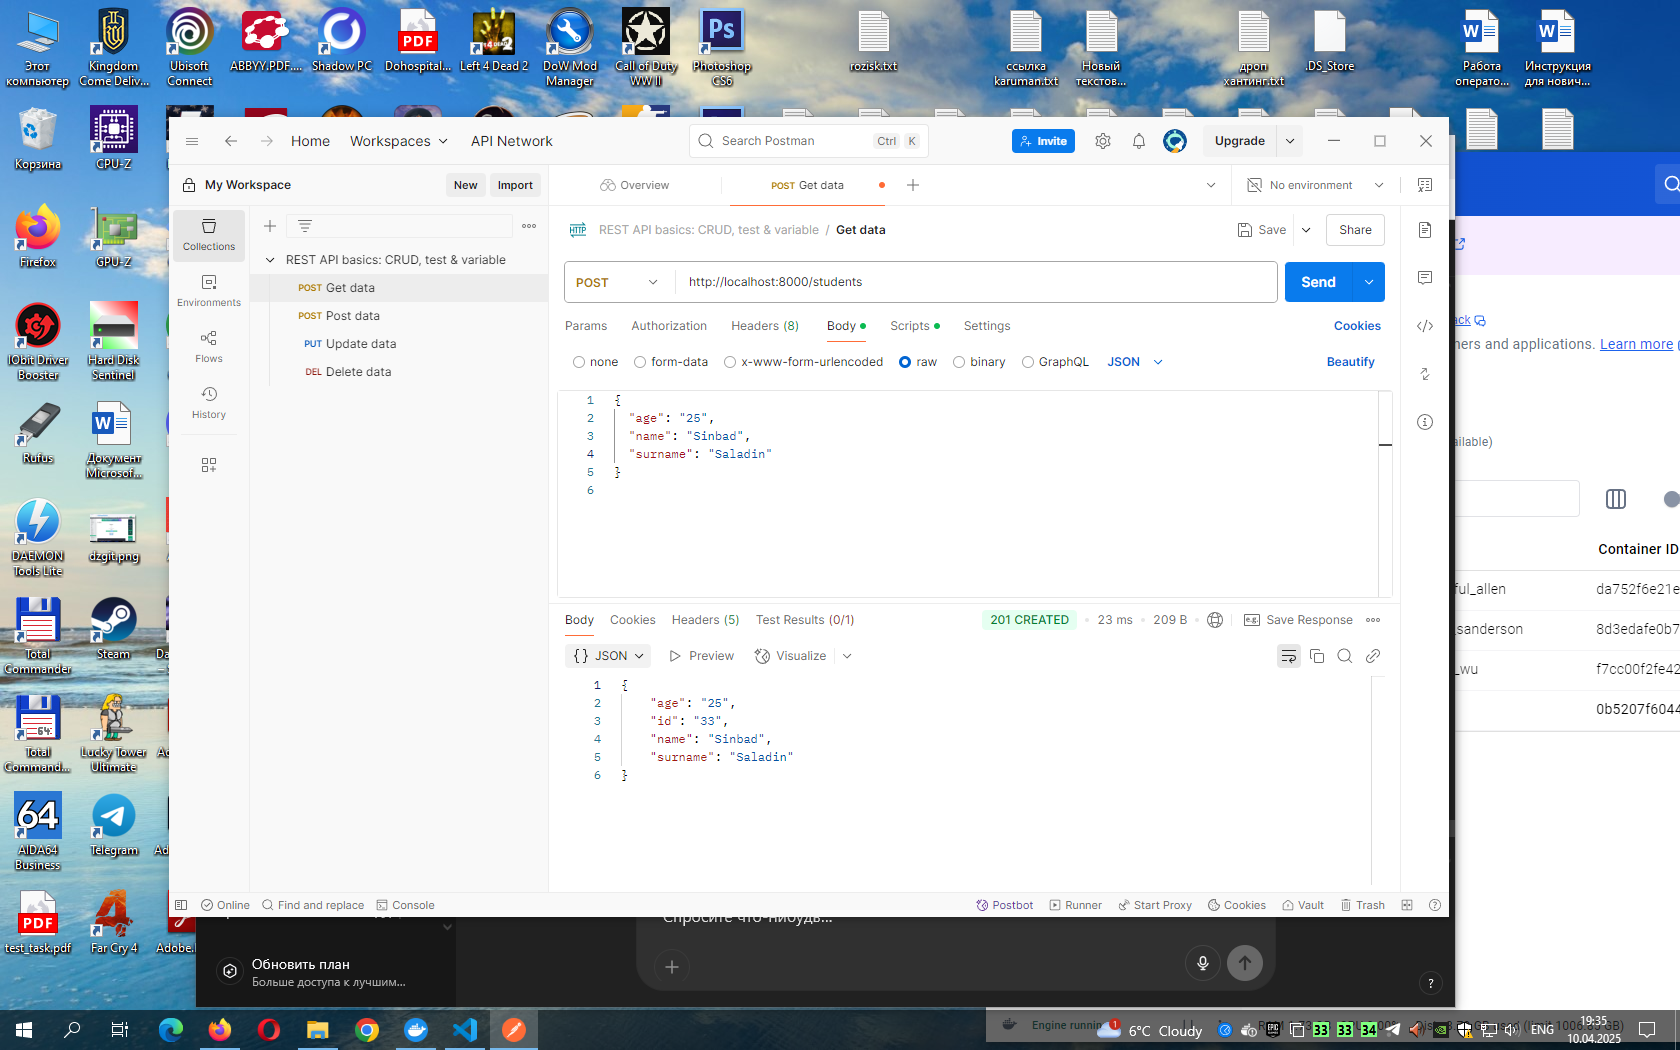 Этот компьютер
Kingdom Come Deliv...
Ubisoft Connect
ABBYY.PDF....
Shadow PC
Dohospital...
Left 4 Dead 2
DoW Mod Manager
Call of Duty WW II
Photoshop CS6
rozisk.txt
ссылка karuman.txt
Новый текстов...
дроп хантинг.txt
.DS_Store
Работа операто...
Инструкция для нович...
Корзина
CPU-Z
Firefox
GPU-Z
IObit Driver Booster
Hard Disk Sentinel
Rufus
Документ Microsof...
DAEMON Tools Lite
dzgit.png
Total Commander
Steam
Total Command...
Lucky Tower Ultimate
AIDA64 Business
Telegram
test_task.pdf
Far Cry 4
Adobe.
Home
Workspaces
API Network
Search Postman
Ctrl K
Invite
Upgrade
My Workspace
New
Import
Overview
POST Get data
No environment
Collections
Environments
Flows
History
REST API basics: CRUD, test & variable
POST Get data
POST Post data
PUT Update data
DEL Delete data
HTTP REST API basics: CRUD, test & variable / Get data
Save
Share
POST
http://localhost:8000/students
Send
Params
Authorization
Headers (8)
Body
Scripts
Settings
Cookies
none
form-data
x-www-form-urlencoded
raw
binary
GraphQL
JSON
Beautify
1 {
2 "age": "25",
3 "name": "Sinbad",
4 "surname": "Saladin"
5 }
6
Body
Cookies
Headers (5)
Test Results (0/1)
201 CREATED
23 ms
209 B
e.g. Save Response
{} JSON
Preview
Visualize
1 {
2 "age": "25",
3 "id": "33",
4 "name": "Sinbad",
5 "surname": "Saladin"
6 }
Online
Find and replace
Console
Postbot
Runner
Start Proxy
Cookies
Vault
Trash
ners and applications. Learn more
ailable)
Container ID
ful_allen
da752f6e21e
sanderson
8d3edafe0b7
_wu
f7cc00f2fe42
0b5207f6044
Спросите что-нибудь...
Обновить план
Больше доступа к лучшим...
?
Engine running
6°C Cloudy
33 33 34
ENG
19:35
10.04.2025